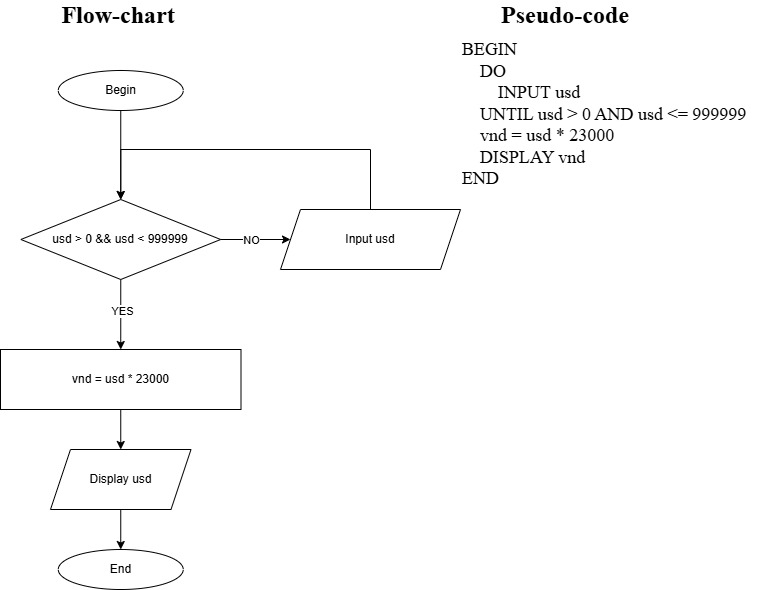 Flow-chart
Begin
usd > 0 && usd < 999999
NO
Input usd
YES
vnd = usd * 23000
Display usd
End
Pseudo-code
BEGIN
DO
INPUT usd
UNTIL usd > 0 AND usd <= 999999
vnd = usd * 23000
DISPLAY vnd
END